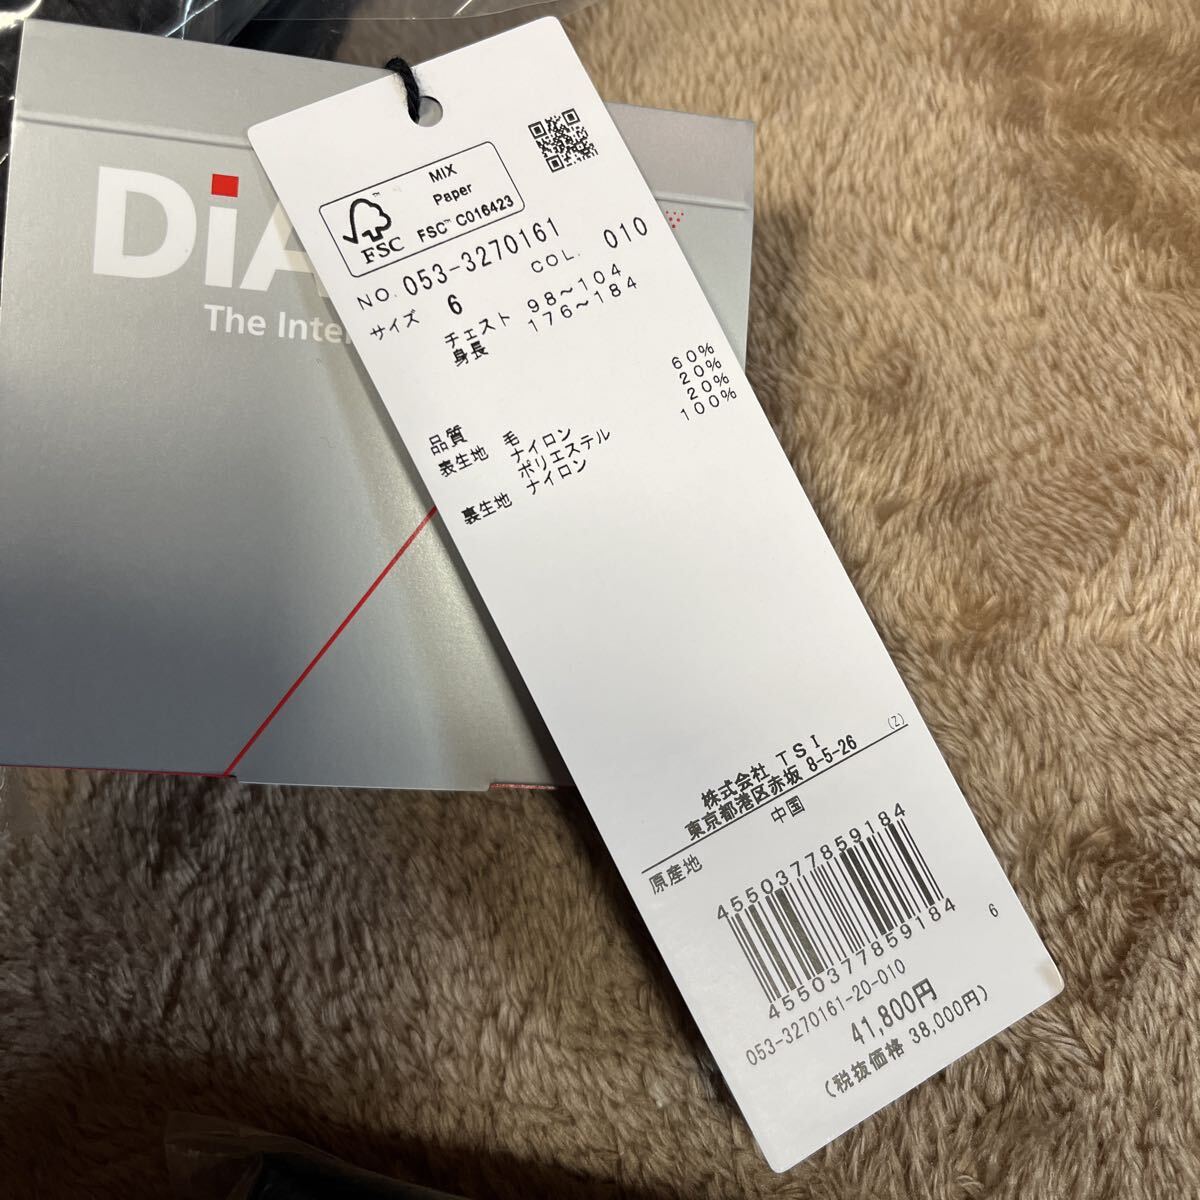 DiA
The Inte
MIX
Paper
FSC™ C016423
FSC
NO. 053-3270161 COL. 010
サイズ 6 チェスト 98～104
身長 176～184
品質
表生地 毛 60%
ナイロン 20%
ポリエステル 20%
裏生地 ナイロン 100%
(Z)
株式会社 TSI
東京都港区赤坂 8-5-26
原産地 中国
4550377859184
4550377859184 6
053-3270161-20-010
41,800円
(税抜価格 38,000円)